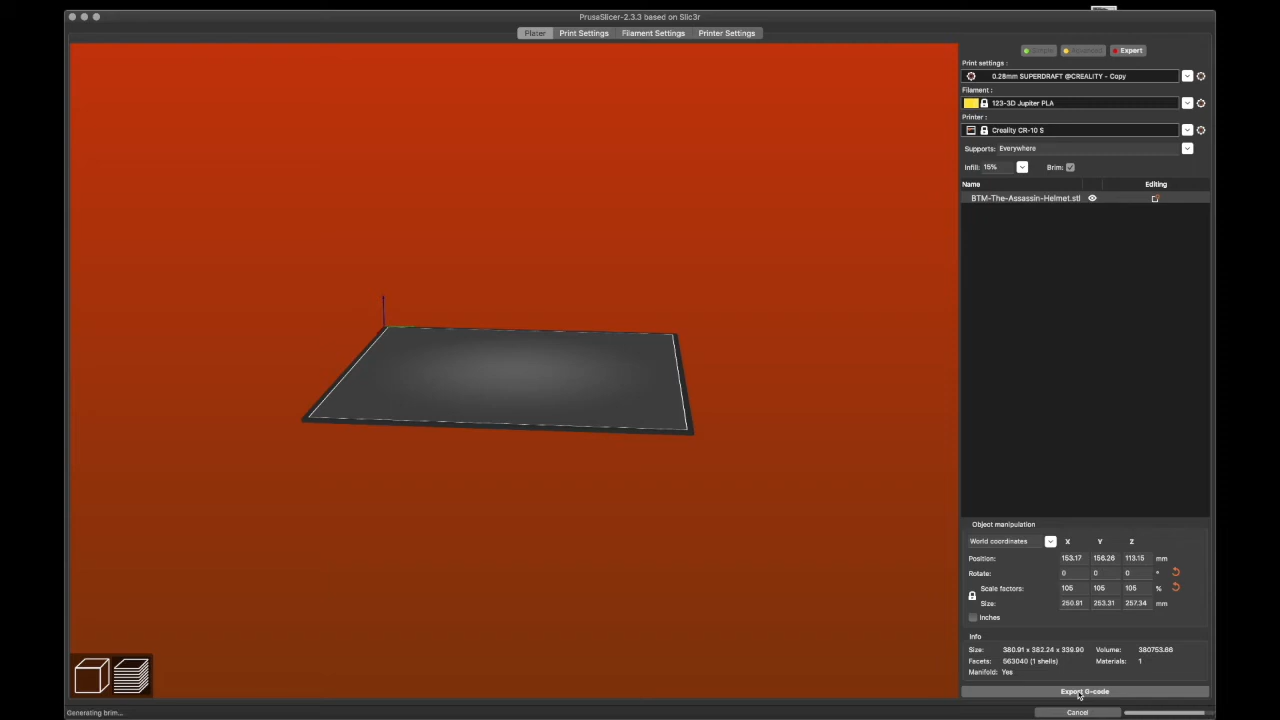 PrusaSlicer-2.3.3 based on Slic3r
Plater Print Settings Filament Settings Printer Settings
Simple Advanced Expert
Print settings :
0.28mm SUPERDRAFT @CREALITY - Copy
Filament :
123-3D Jupiter PLA
Printer :
Creality CR-10 S
Supports: Everywhere
Infill: 15% Brim:
Name Editing
BTM-The-Assassin-Helmet.stl
Object manipulation
World coordinates X Y Z
Position: 153.17 156.26 113.15 mm
Rotate: 0 0 0 °
Scale factors: 105 105 105 %
Size: 250.91 253.31 257.34 mm
Inches
Info
Size: 380.91 x 382.24 x 339.90 Volume: 380753.66
Facets: 563040 (1 shells) Materials: 1
Manifold: Yes
Export G-code
Generating brim... Cancel